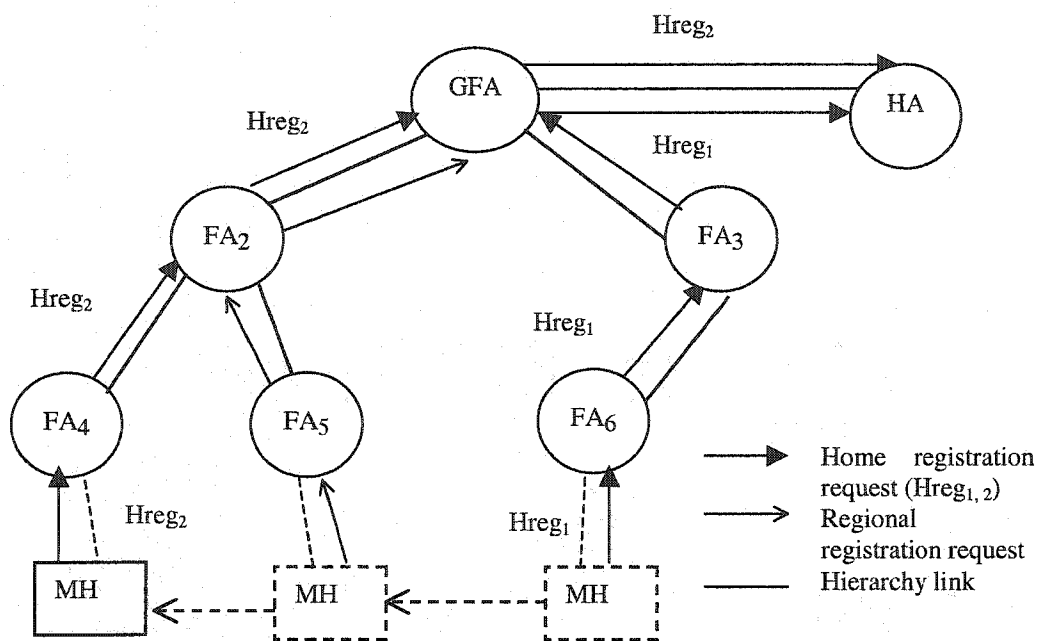 Hreg₂
GFA
HA
Hreg₂
Hreg₁
FA₂
FA₃
Hreg₂
Hreg₁
FA₄
FA₅
FA₆
Home registration
request (Hreg₁, ₂)
Hreg₂
Hreg₁
Regional
registration request
Hierarchy link
MH
MH
MH